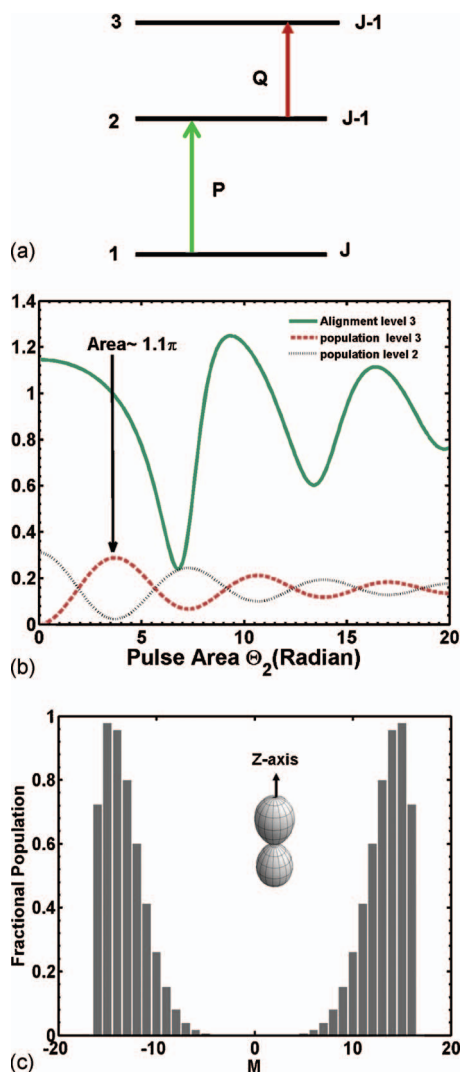 3
J-1
Q
2
J-1
P
1
J
(a)
1.4
1.2
1
0.8
0.6
0.4
0.2
0
Area~ 1.1π
Alignment level 3
population level 3
population level 2
0
5
10
15
20
Pulse Area Θ2(Radian)
(b)
1
0.8
0.6
0.4
0.2
0
Fractional Population
Z-axis
-20
-10
0
10
20
M
(c)